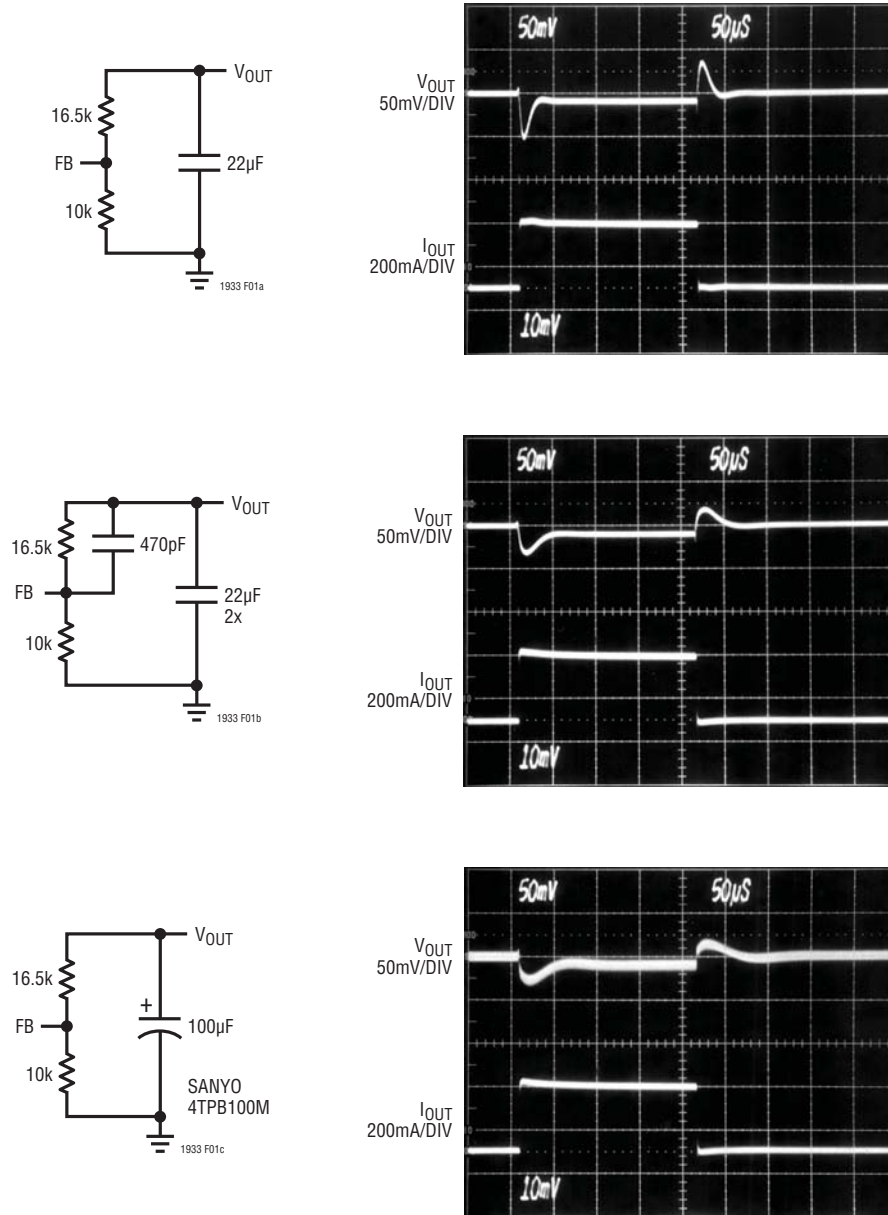 V_OUT
16.5k
FB
22µF
10k
1933 F01a
50mV 50µS
V_OUT
50mV/DIV
I_OUT
200mA/DIV
10mV
V_OUT
16.5k
470pF
FB
22µF
2x
10k
1933 F01b
50mV 50µS
V_OUT
50mV/DIV
I_OUT
200mA/DIV
10mV
V_OUT
16.5k
+
FB
100µF
10k
SANYO
4TPB100M
1933 F01c
50mV 50µS
V_OUT
50mV/DIV
I_OUT
200mA/DIV
10mV